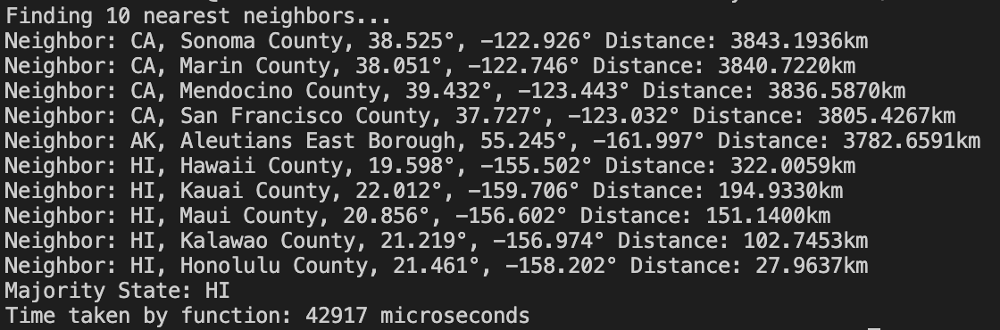 Finding 10 nearest neighbors...
Neighbor: CA, Sonoma County, 38.525°, -122.926° Distance: 3843.1936km
Neighbor: CA, Marin County, 38.051°, -122.746° Distance: 3840.7220km
Neighbor: CA, Mendocino County, 39.432°, -123.443° Distance: 3836.5870km
Neighbor: CA, San Francisco County, 37.727°, -123.032° Distance: 3805.4267km
Neighbor: AK, Aleutians East Borough, 55.245°, -161.997° Distance: 3782.6591km
Neighbor: HI, Hawaii County, 19.598°, -155.502° Distance: 322.0059km
Neighbor: HI, Kauai County, 22.012°, -159.706° Distance: 194.9330km
Neighbor: HI, Maui County, 20.856°, -156.602° Distance: 151.1400km
Neighbor: HI, Kalawao County, 21.219°, -156.974° Distance: 102.7453km
Neighbor: HI, Honolulu County, 21.461°, -158.202° Distance: 27.9637km
Majority State: HI
Time taken by function: 42917 microseconds